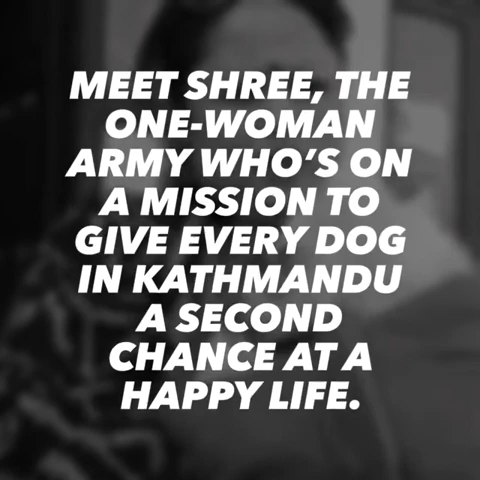 MEET SHREE, THE
ONE-WOMAN
ARMY WHO'S ON
A MISSION TO
GIVE EVERY DOG
IN KATHMANDU
A SECOND
CHANCE AT A
HAPPY LIFE.